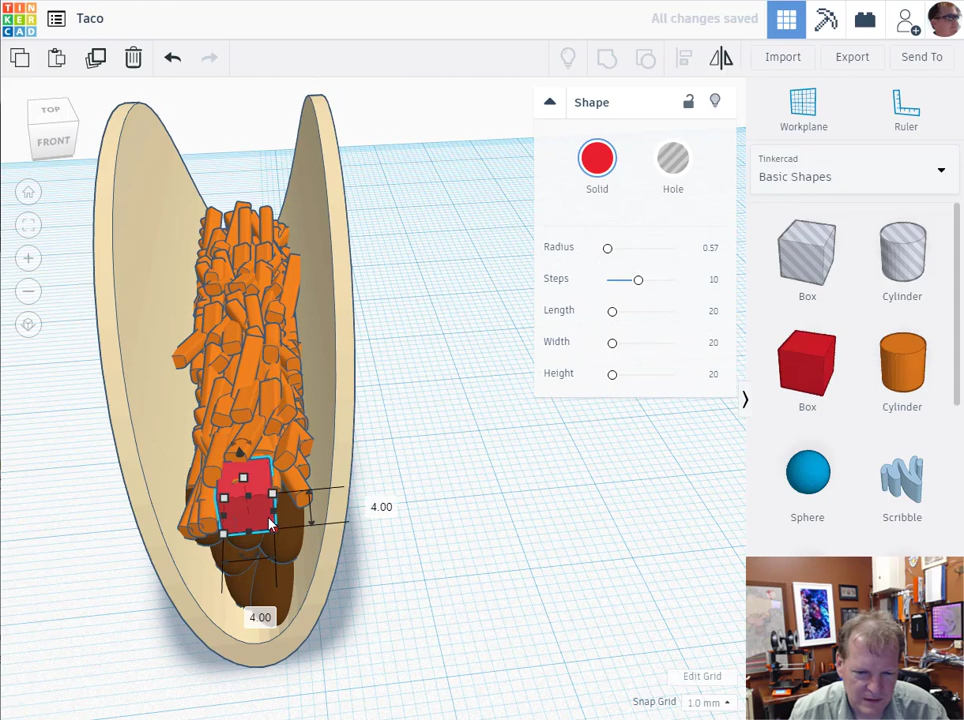 TIN
KER
CAD
Taco
All changes saved
Import
Export
Send To
TOP
FRONT
Shape
Solid
Hole
Radius
0.57
Steps
10
Length
20
Width
20
Height
20
Workplane
Ruler
Tinkercad
Basic Shapes
Box
Cylinder
Box
Cylinder
Sphere
Scribble
4.00
4.00
Edit Grid
Snap Grid
1.0 mm